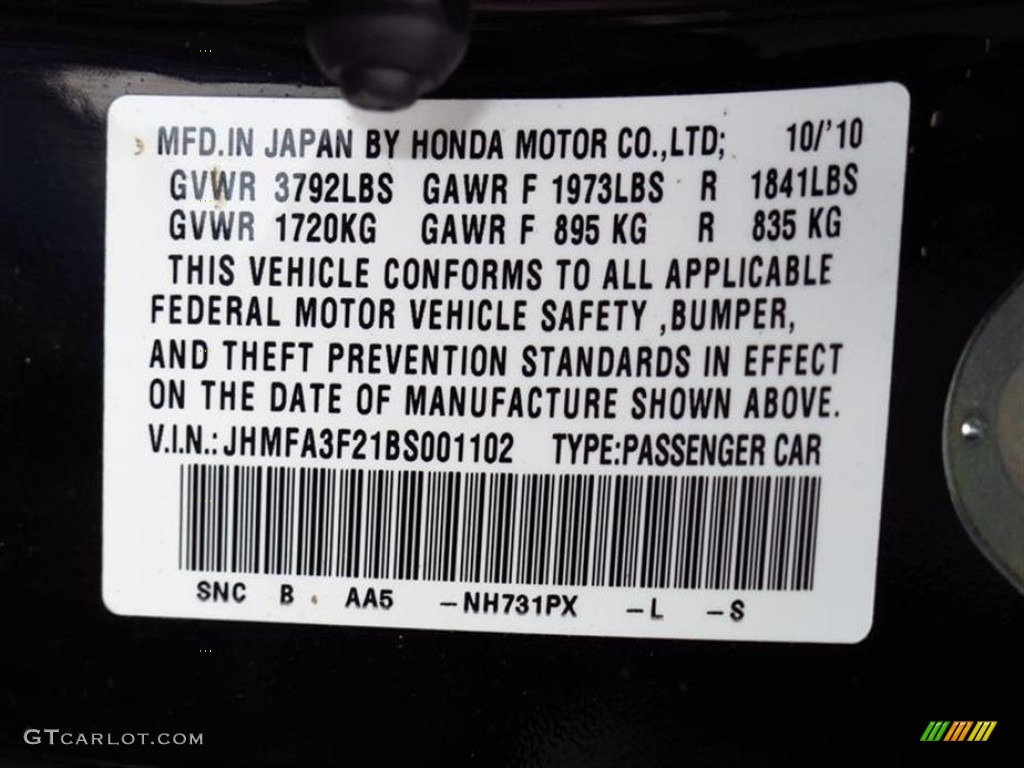 MFD.IN JAPAN BY HONDA MOTOR CO.,LTD; 10/'10
GVWR 3792LBS GAWR F 1973LBS R 1841LBS
GVWR 1720KG GAWR F 895 KG R 835 KG
THIS VEHICLE CONFORMS TO ALL APPLICABLE
FEDERAL MOTOR VEHICLE SAFETY ,BUMPER,
AND THEFT PREVENTION STANDARDS IN EFFECT
ON THE DATE OF MANUFACTURE SHOWN ABOVE.
V.I.N.: JHMFA3F21BS001102 TYPE:PASSENGER CAR
SNC B AA5 –NH731PX –L –S
GTCARLOT.COM